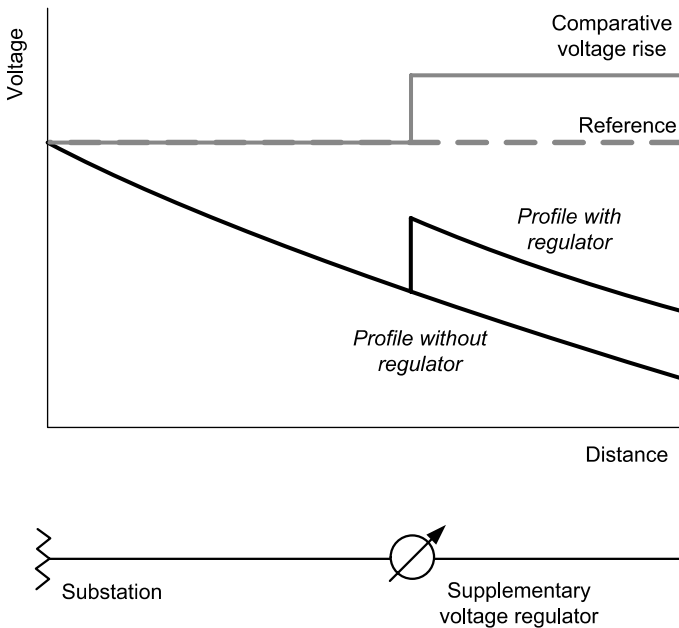 Voltage
Comparative
voltage rise
Reference
Profile with
regulator
Profile without
regulator
Distance
Substation
Supplementary
voltage regulator